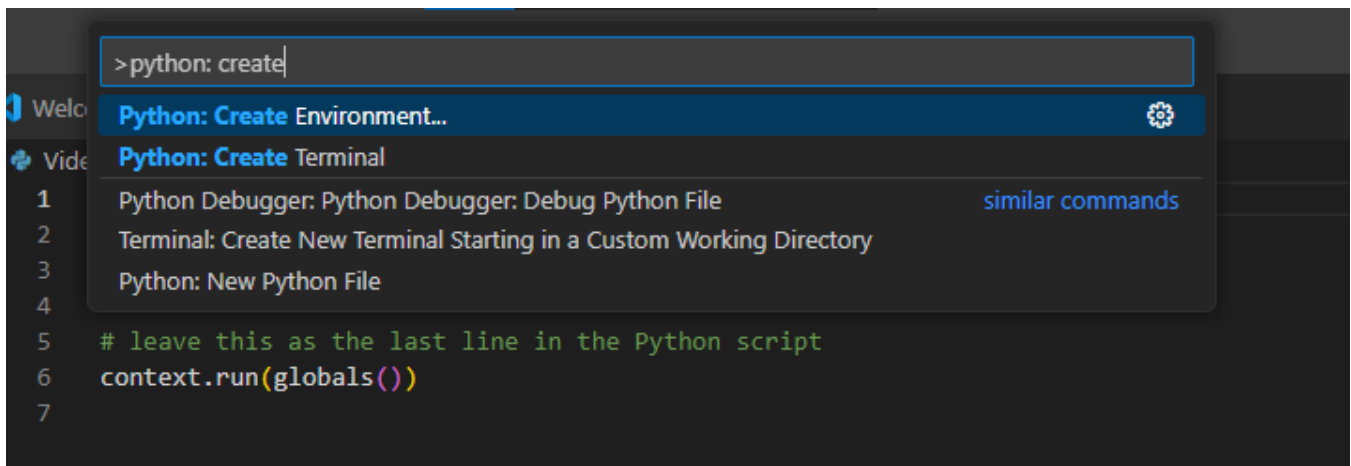 >python: create
Welc
Python: Create Environment...
Vide
Python: Create Terminal
1
Python Debugger: Python Debugger: Debug Python File similar commands
2
Terminal: Create New Terminal Starting in a Custom Working Directory
3
Python: New Python File
4
5 # leave this as the last line in the Python script
6 context.run(globals())
7